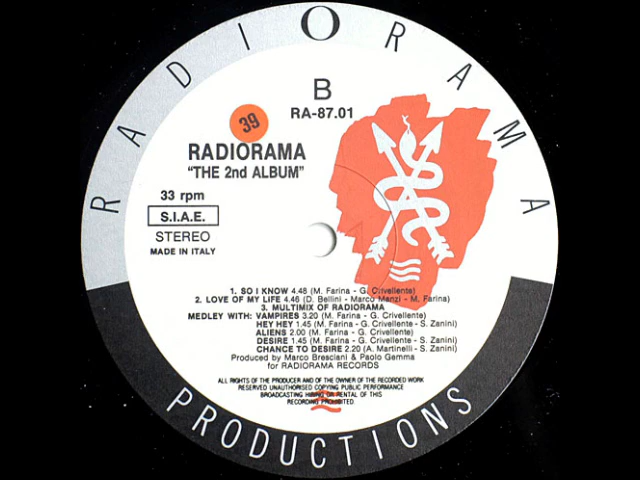 RADIORAMA
B
RA-87.01
39
RADIORAMA
"THE 2nd ALBUM"
33 rpm
S.I.A.E.
STEREO
MADE IN ITALY
1. SO I KNOW 4.48 (M. Farina - G. Crivellente)
2. LOVE OF MY LIFE 4.46 (D. Bellini - Marco Manzi - M. Farina)
3. MULTIMIX OF RADIORAMA
MEDLEY WITH: VAMPIRES 3.20 (M. Farina - G. Crivellente)
HEY HEY 1.45 (M. Farina - G. Crivellente - S. Zanini)
ALIENS 2.00 (M. Farina - G. Crivellente)
DESIRE 1.45 (M. Farina - G. Crivellente - S. Zanini)
CHANCE TO DESIRE 2.20 (A. Martinelli - S. Zanini)
Produced by Marco Bresciani & Paolo Gemma
for RADIORAMA RECORDS
ALL RIGHTS OF THE PRODUCER AND OF THE OWNER OF THE RECORDED WORK
RESERVED UNAUTHORISED COPYING PUBLIC PERFORMANCE
BROADCASTING HIRING OR RENTAL OF THIS
RECORDING PROHIBITED
PRODUCTIONS